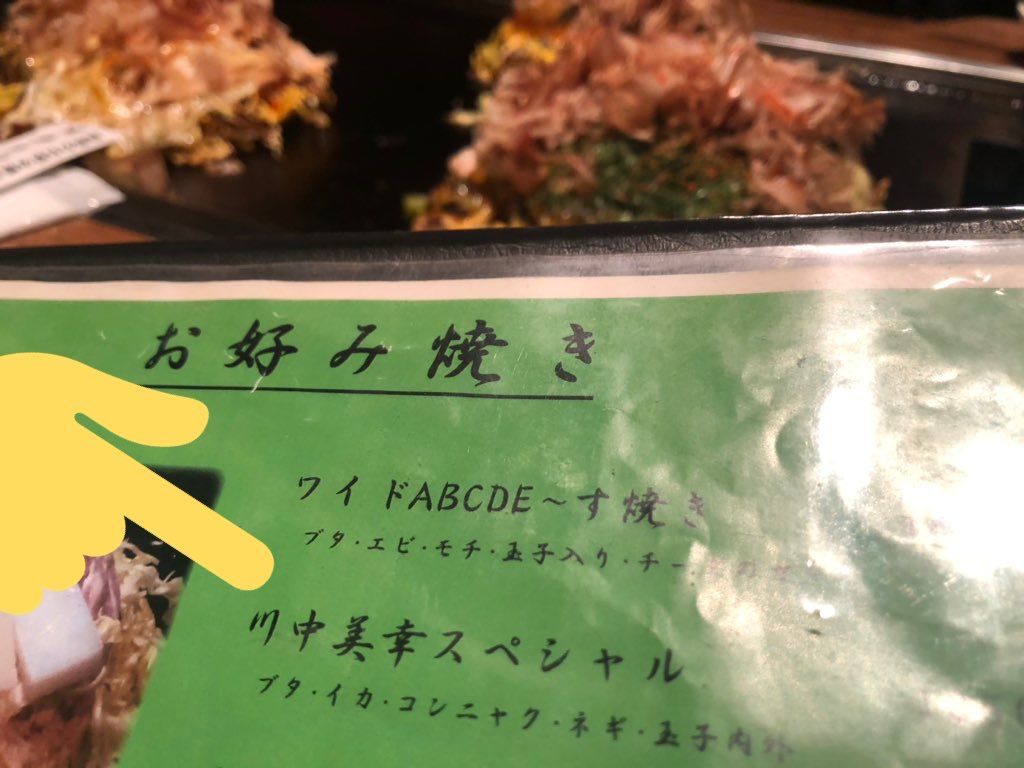 お好み焼き
ワイドABCDE～す焼き
ブタ・エビ・モチ・玉子入り・チー
川中美幸スペシャル
ブタ・イカ・コンニャク・ネギ・玉子内外